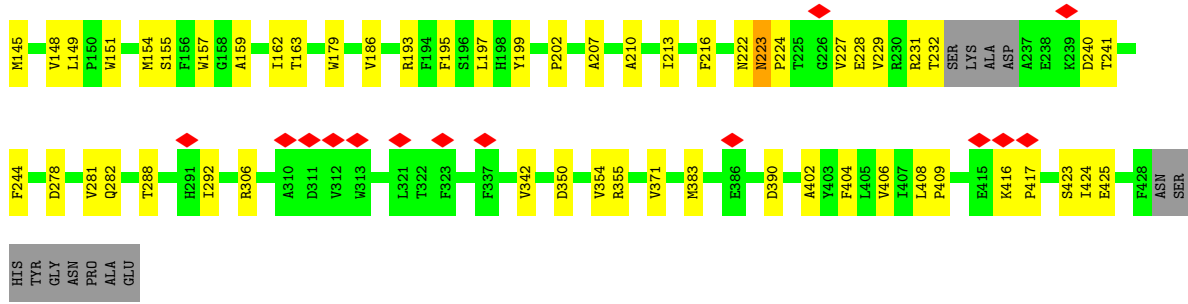 M145 V148 L149 P150 W151 M154 S155 F156 W157 G158 A159 I162 T163 W179 V186 R193 F194 F195 S196 L197 H198 Y199 P202 A207 A210 I213 F216 N222 N223 P224 T225 G226 V227 E228 V229 R230 R231 T232 SER LYS ALA ASP A237 E238 K239 D240 T241
F244 D278 V281 Q282 T288 H291 I292 R306 A310 D311 V312 W313 L321 T322 F323 F337 V342 D350 V354 R355 V371 M383 E386 D390 A402 Y403 F404 L405 V406 I407 L408 P409 E415 K416 P417 S423 I424 E425 F428 ASN SER
HIS TYR GLY ASN PRO ALA GLU